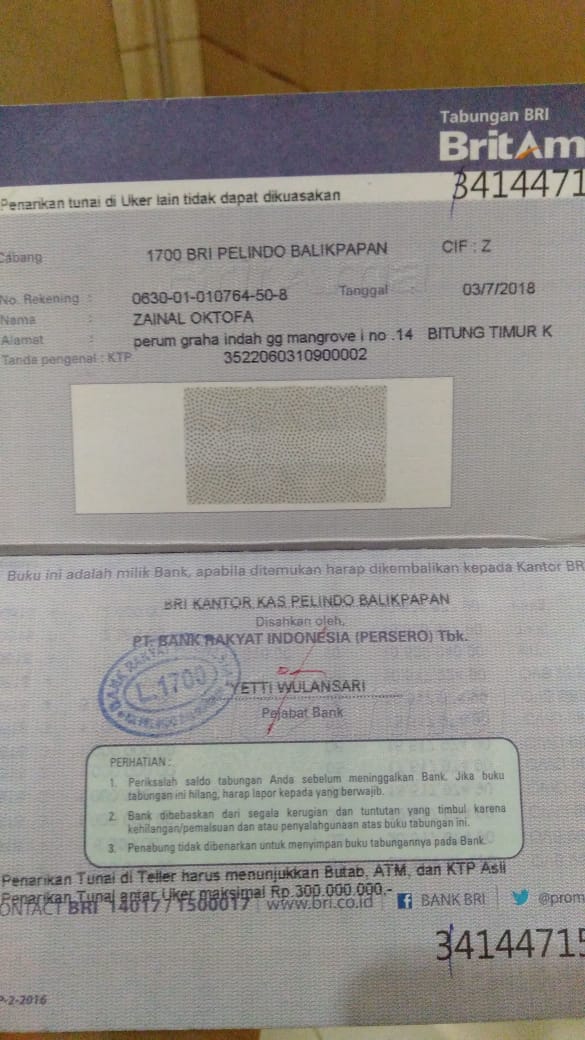 Tabungan BRI
BritAm
3414471
Penarikan tunai di Uker lain tidak dapat dikuasakan
Cabang 1700 BRI PELINDO BALIKPAPAN CIF : Z
No. Rekening : 0630-01-010764-50-8 Tanggal : 03/7/2018
Nama : ZAINAL OKTOFA
Alamat : perum graha indah gg mangrove i no .14 BITUNG TIMUR K
Tanda pengenal : KTP 3522060310900002
Buku ini adalah milik Bank, apabila ditemukan harap dikembalikan kepada Kantor BR
BRI KANTOR KAS PELINDO BALIKPAPAN
Disahkan oleh,
PT. BANK RAKYAT INDONESIA (PERSERO) Tbk.
L.1700
YETTI WULANSARI
Pejabat Bank
PERHATIAN :
1. Periksalah saldo tabungan Anda sebelum meninggalkan Bank. Jika buku
tabungan ini hilang, harap lapor kepada yang berwajib.
2. Bank dibebaskan dari segala kerugian dan tuntutan yang timbul karena
kehilangan/pemalsuan dan atau penyalahgunaan atas buku tabungan ini.
3. Penabung tidak dibenarkan untuk menyimpan buku tabungannya pada Bank.
Penarikan Tunai di Teller harus menunjukkan Butab, ATM, dan KTP Asli
Penarikan Tunai antar Uker maksimal Rp.300.000.000,-
ONTACT BRI 14017 / 1500017 | www.bri.co.id BANK BRI @prom
34144715
P-2-2016